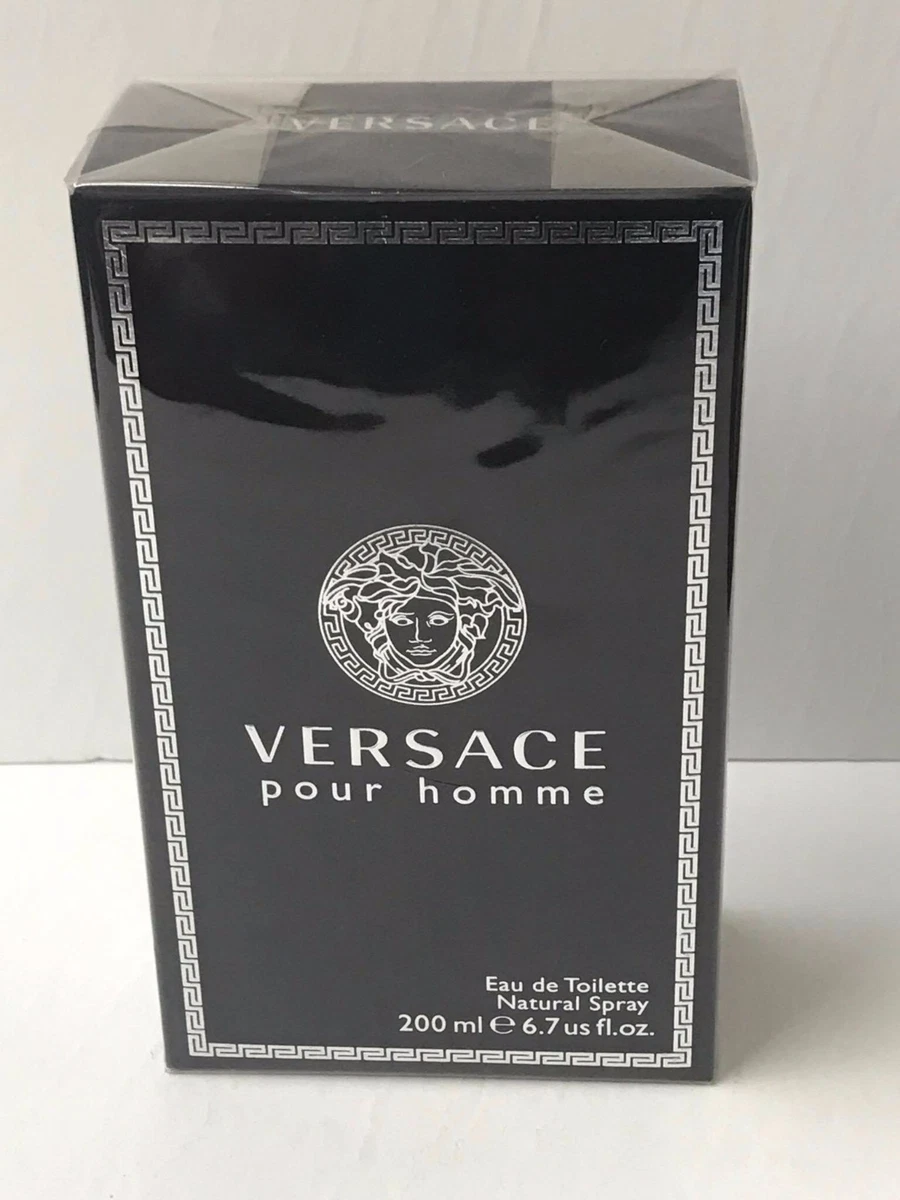 VERSACE
VERSACE
pour homme
Eau de Toilette
Natural Spray
200 ml ℮ 6.7 us fl.oz.